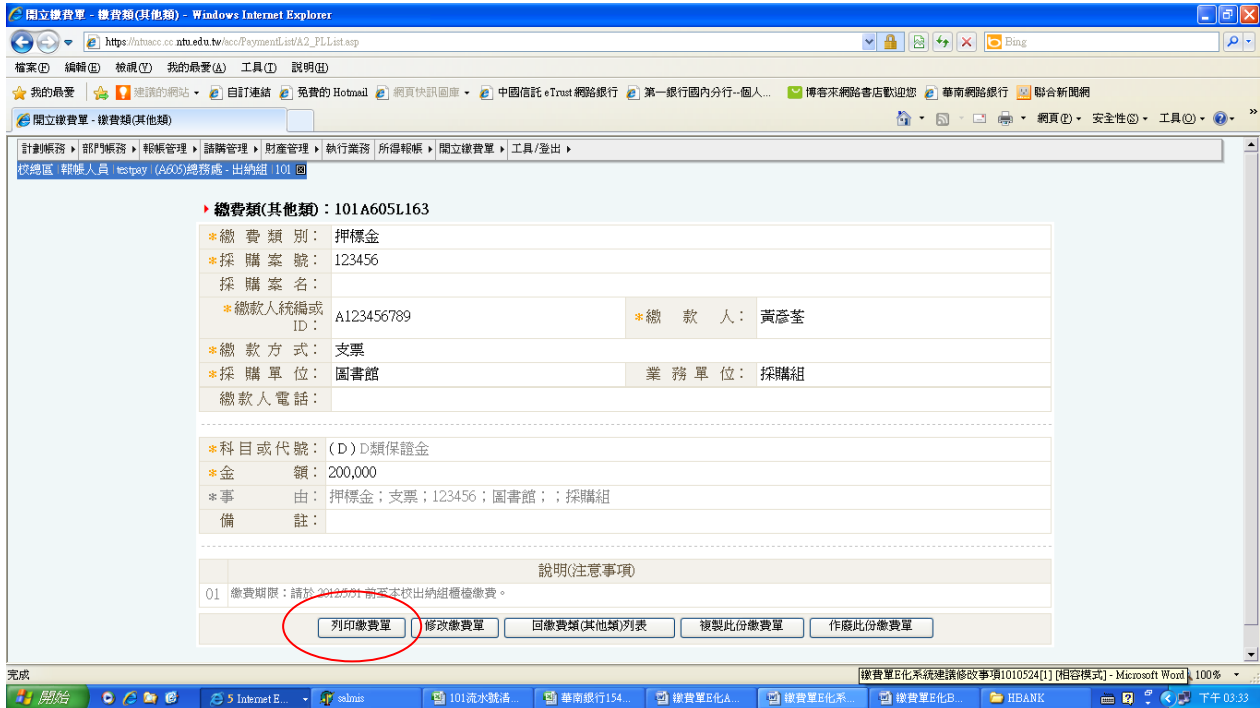 開立繳費單 - 繳費類(其他類) - Windows Internet Explorer
https://ntuacc.cc.ntu.edu.tw/acc/PaymentList/A2_PLList.asp
Bing
檔案(F) 編輯(E) 檢視(V) 我的最愛(A) 工具(T) 說明(H)
我的最愛 建議的網站 自訂連結 免費的 Hotmail 網頁快訊圖庫 中國信託 eTrust 網路銀行 第一銀行國內分行--個人... 博客來網路書店歡迎您 華南銀行 聯合新聞網
開立繳費單 - 繳費類(其他類)
網頁(P) 安全性(S) 工具(O)
計劃帳務 部門帳務 報帳管理 請購管理 財產管理 執行業務 所得報帳 開立繳費單 工具/登出
校總區 | 報帳人員 | testpay | (A605)總務處 - 出納組 | 101
繳費類(其他類)：101A605L163
*繳費類別： 押標金
*採購案號： 123456
採購案名：
*繳款人統編或ID： A123456789 *繳款人： 黃彥荃
*繳款方式： 支票
*採購單位： 圖書館 業務單位： 採購組
繳款人電話：
*科目或代號： (D)D類保證金
*金額： 200,000
*事由： 押標金；支票；123456；圖書館；；採購組
備註：
說明(注意事項)
01 繳費期限：請於 2012/5/31 前至本校出納組櫃檯繳費。
列印繳費單 修改繳費單 回繳費類(其他類)列表 複製此份繳費單 作廢此份繳費單
完成
繳費單E化系統建議修改事項1010524[1] [相容模式] - Microsoft Word
100%
開始 5 Internet E... salmis 101流水號清... 華南銀行154... 繳費單E化A... 繳費單E化系... 繳費單E化B... HBANK 下午 03:33